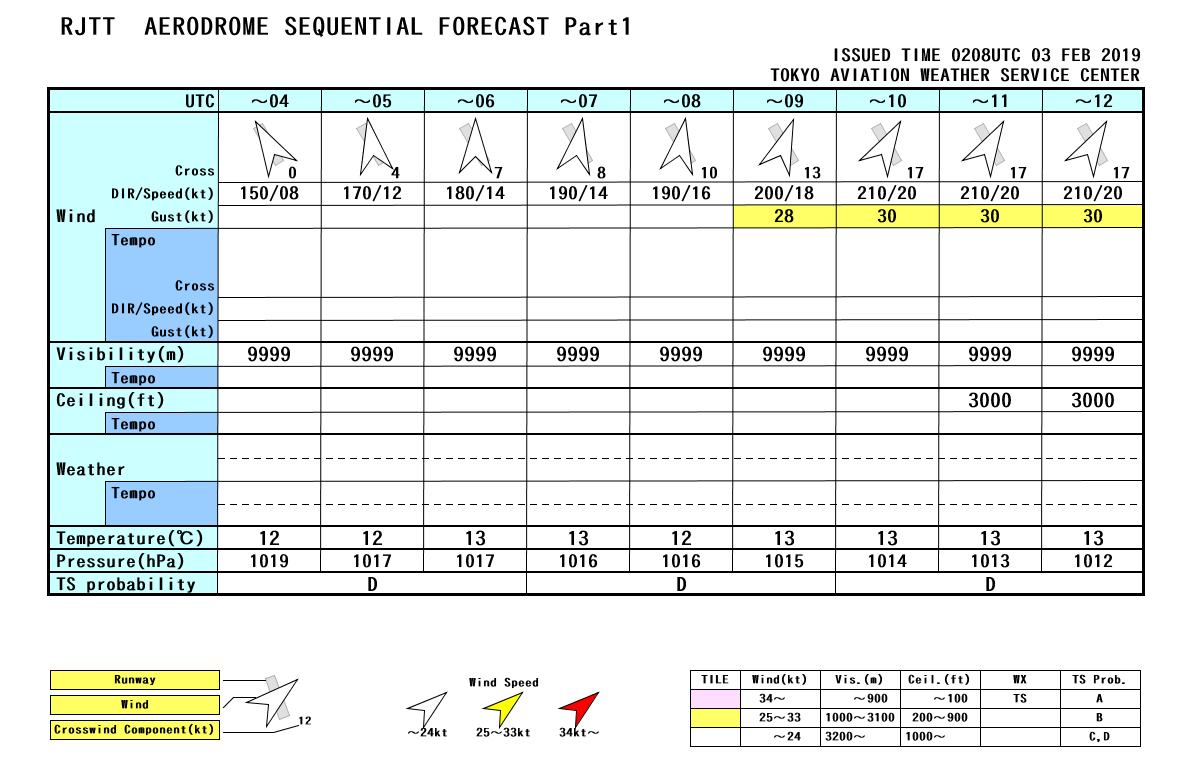 RJTT AERODROME SEQUENTIAL FORECAST Part1
ISSUED TIME 0208UTC 03 FEB 2019
TOKYO AVIATION WEATHER SERVICE CENTER
UTC ～04 ～05 ～06 ～07 ～08 ～09 ～10 ～11 ～12
Cross 0 4 7 8 10 13 17 17 17
DIR/Speed(kt) 150/08 170/12 180/14 190/14 190/16 200/18 210/20 210/20 210/20
Wind Gust(kt) 28 30 30 30
Tempo
Cross
DIR/Speed(kt)
Gust(kt)
Visibility(m) 9999 9999 9999 9999 9999 9999 9999 9999 9999
Tempo
Ceiling(ft) 3000 3000
Tempo
Weather
Tempo
Temperature(℃) 12 12 13 13 12 13 13 13 13
Pressure(hPa) 1019 1017 1017 1016 1016 1015 1014 1013 1012
TS probability D D D
Runway
Wind
Crosswind Component(kt)
12
Wind Speed
～24kt 25～33kt 34kt～
TILE Wind(kt) Vis.(m) Ceil.(ft) WX TS Prob.
34～ ～900 ～100 TS A
25～33 1000～3100 200～900 B
～24 3200～ 1000～ C,D